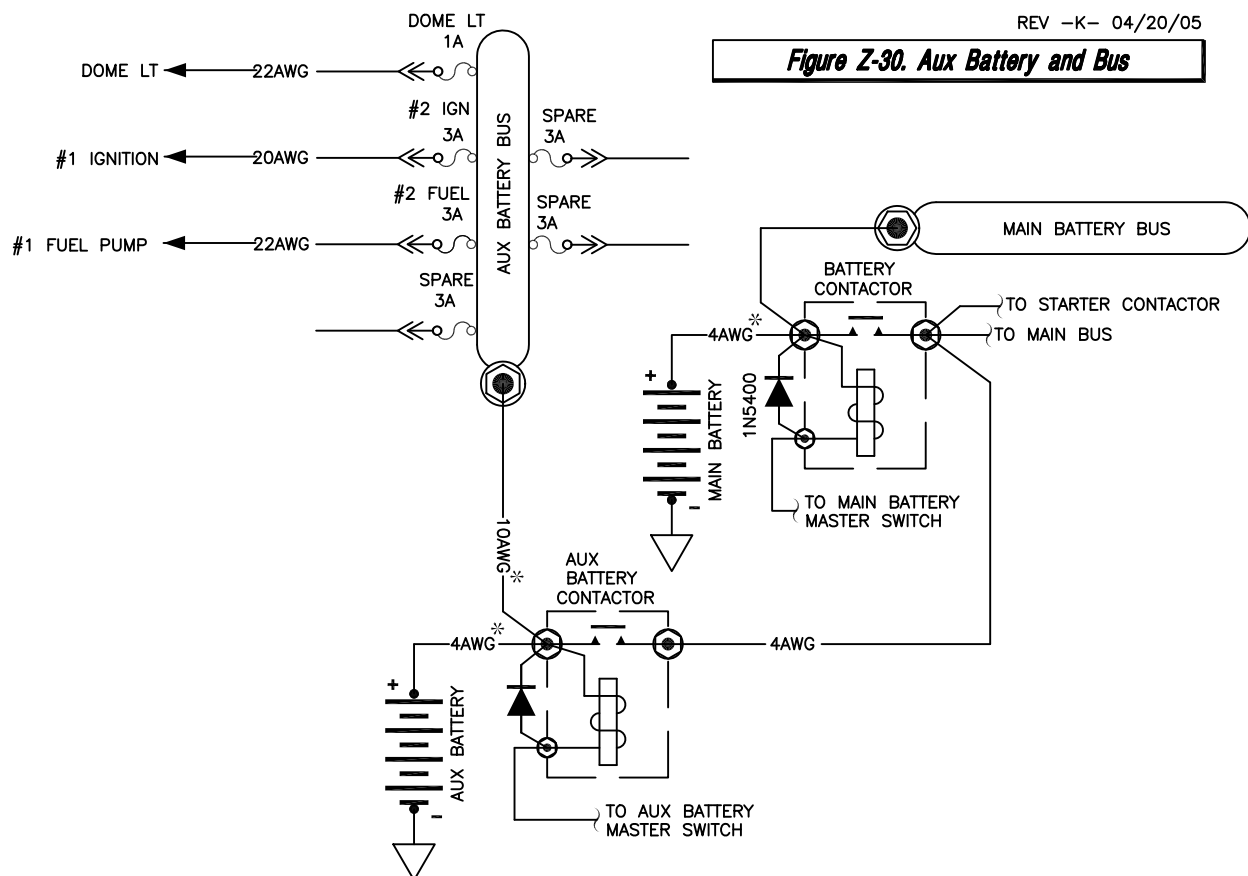 REV -K- 04/20/05
Figure Z-30. Aux Battery and Bus
DOME LT
1A
DOME LT
22AWG
#2 IGN
3A
SPARE
3A
#1 IGNITION
20AWG
#2 FUEL
3A
SPARE
3A
#1 FUEL PUMP
22AWG
SPARE
3A
AUX BATTERY BUS
MAIN BATTERY BUS
BATTERY
CONTACTOR
TO STARTER CONTACTOR
TO MAIN BUS
4AWG*
+
1N5400
MAIN BATTERY
-
TO MAIN BATTERY
MASTER SWITCH
10AWG*
AUX
BATTERY
CONTACTOR
4AWG*
4AWG
+
AUX BATTERY
-
TO AUX BATTERY
MASTER SWITCH